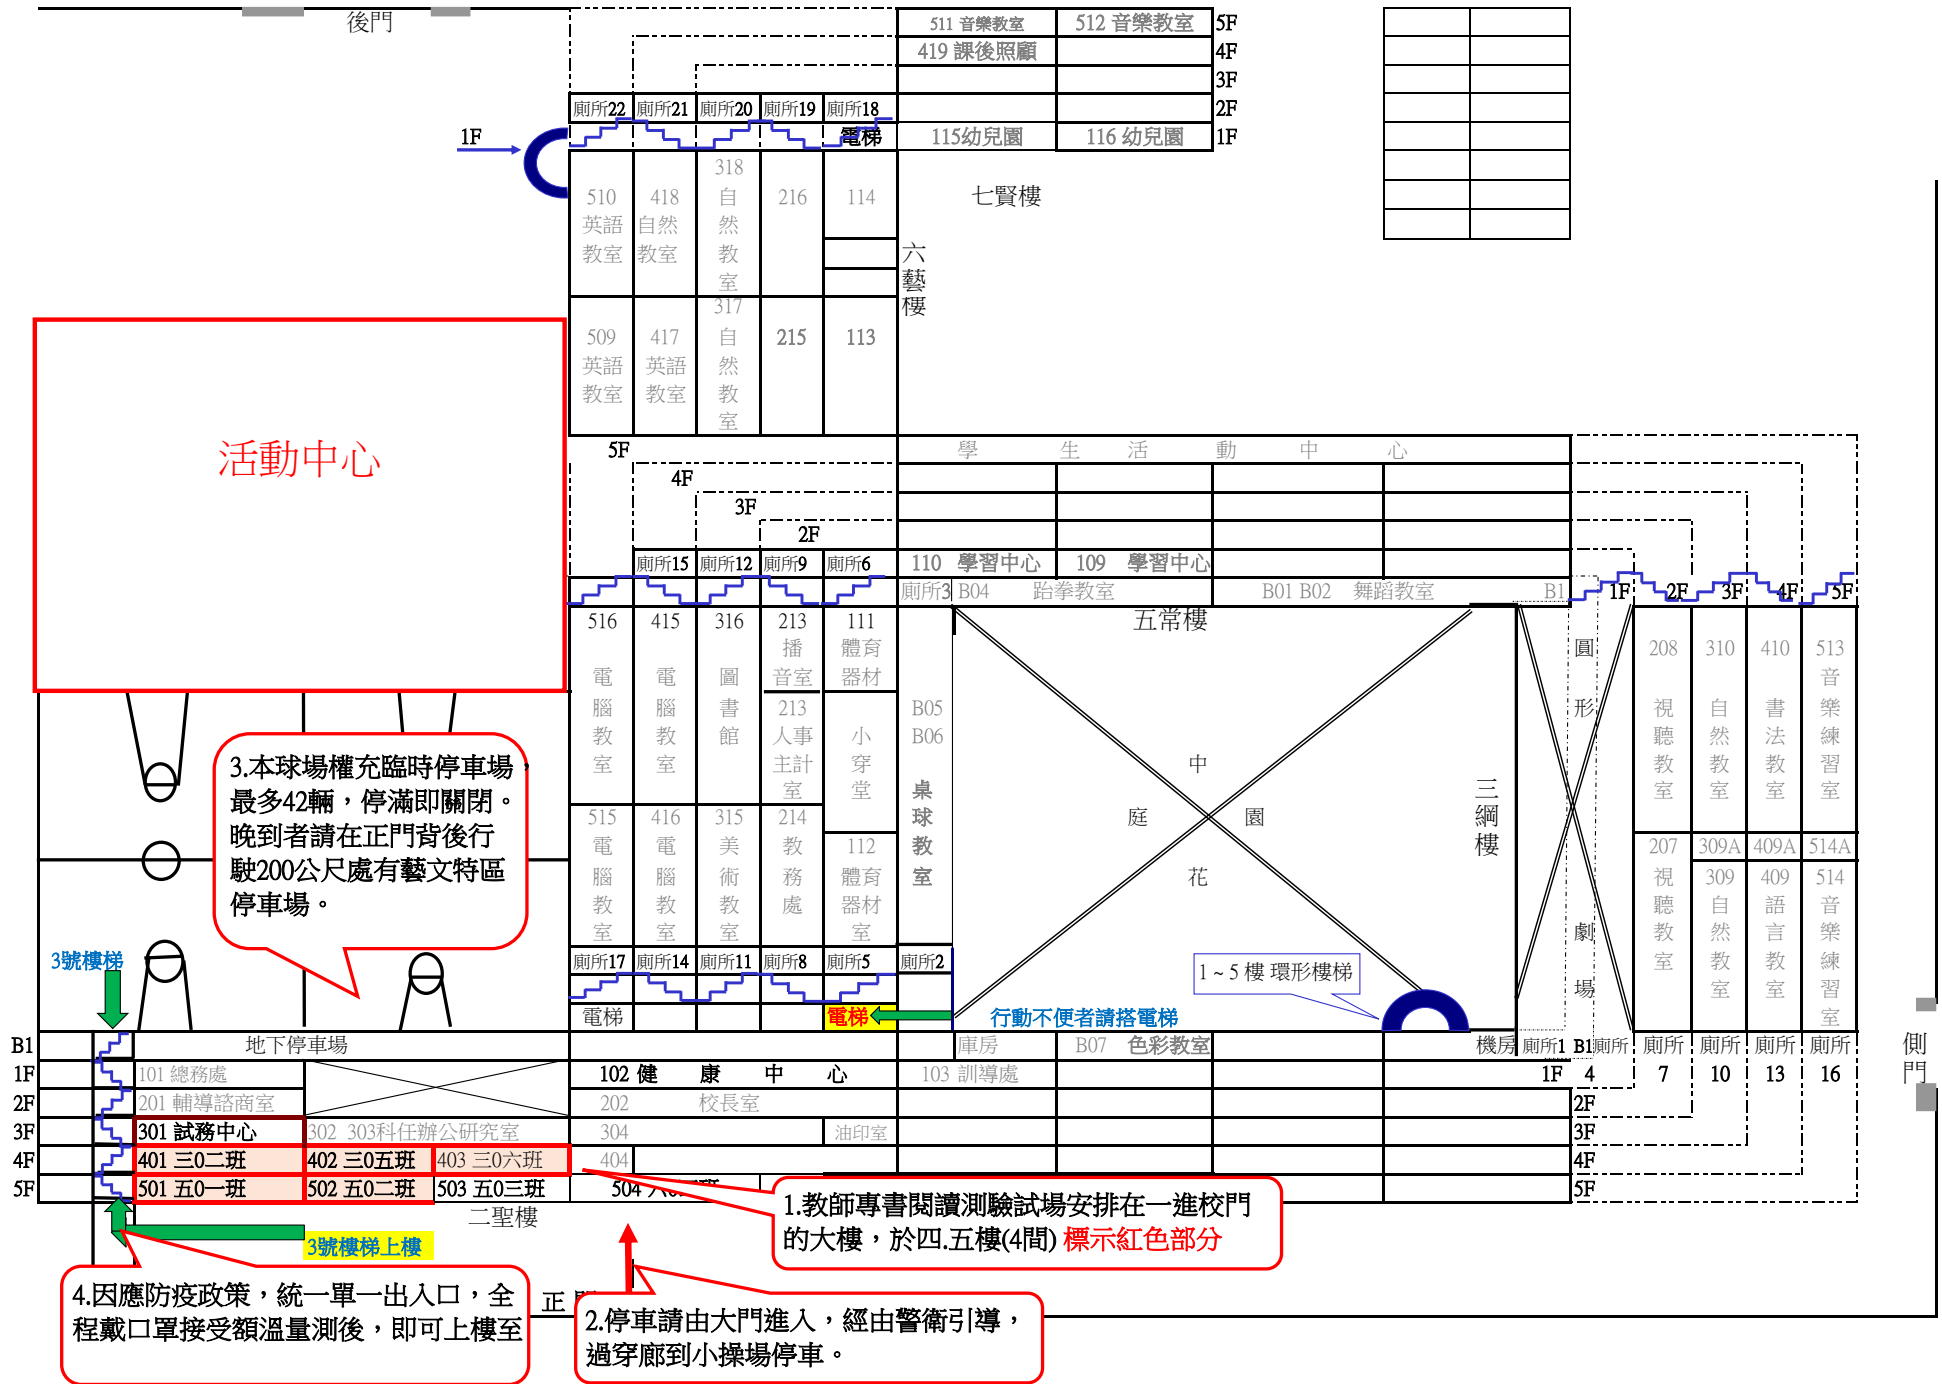 後門
511 音樂教室 512 音樂教室 5F
419 課後照顧 4F
3F
廁所22 廁所21 廁所20 廁所19 廁所18 2F
1F 電梯 115幼兒園 116 幼兒園 1F
七賢樓
六藝樓
510 英語教室
418 自然教室
318 自然教室
216
114
509 英語教室
417 英語教室
317 自然教室
215
113
活動中心
5F 學生活動中心
4F
3F
2F
廁所15 廁所12 廁所9 廁所6 110 學習中心 109 學習中心
廁所3 B04 跆拳教室 B01 B02 舞蹈教室 B1 1F 2F 3F 4F 5F
五常樓
516 電腦教室
415 電腦教室
316 圖書館
213 播音室
111 體育器材
213 人事主計室
小穿堂
B05
B06
桌球教室
515 電腦教室
416 電腦教室
315 美術教室
214 教務處
112 體育器材室
中庭園花
三綱樓
圓形劇場
208 視聽教室
310 自然教室
410 書法教室
513 音樂練習室
207 視聽教室
309A 409A 514A
309 自然教室
409 語言教室
514 音樂練習室
3.本球場權充臨時停車場，
最多42輛，停滿即關閉。
晚到者請在正門背後行
駛200公尺處有藝文特區
停車場。
3號樓梯
廁所17 廁所14 廁所11 廁所8 廁所5 廁所2
1 ~ 5 樓 環形樓梯
電梯 電梯 行動不便者請搭電梯
B1 地下停車場 庫房 B07 色彩教室 機房 廁所1 B1廁所 廁所 廁所 廁所 廁所
1F 101 總務處 102 健康中心 103 訓導處 1F 4 7 10 13 16
側門
2F 201 輔導諮商室 202 校長室 2F
3F 301 試務中心 302 303科任辦公研究室 304 油印室 3F
4F 401 三0二班 402 三0五班 403 三0六班 404 4F
5F 501 五0一班 502 五0二班 503 五0三班 504 5F
二聖樓
3號樓梯上樓
1.教師專書閱讀測驗試場安排在一進校門
的大樓，於四.五樓(4間) 標示紅色部分
4.因應防疫政策，統一單一出入口，全
程戴口罩接受額溫量測後，即可上樓至
正
2.停車請由大門進入，經由警衛引導，
過穿廊到小操場停車。